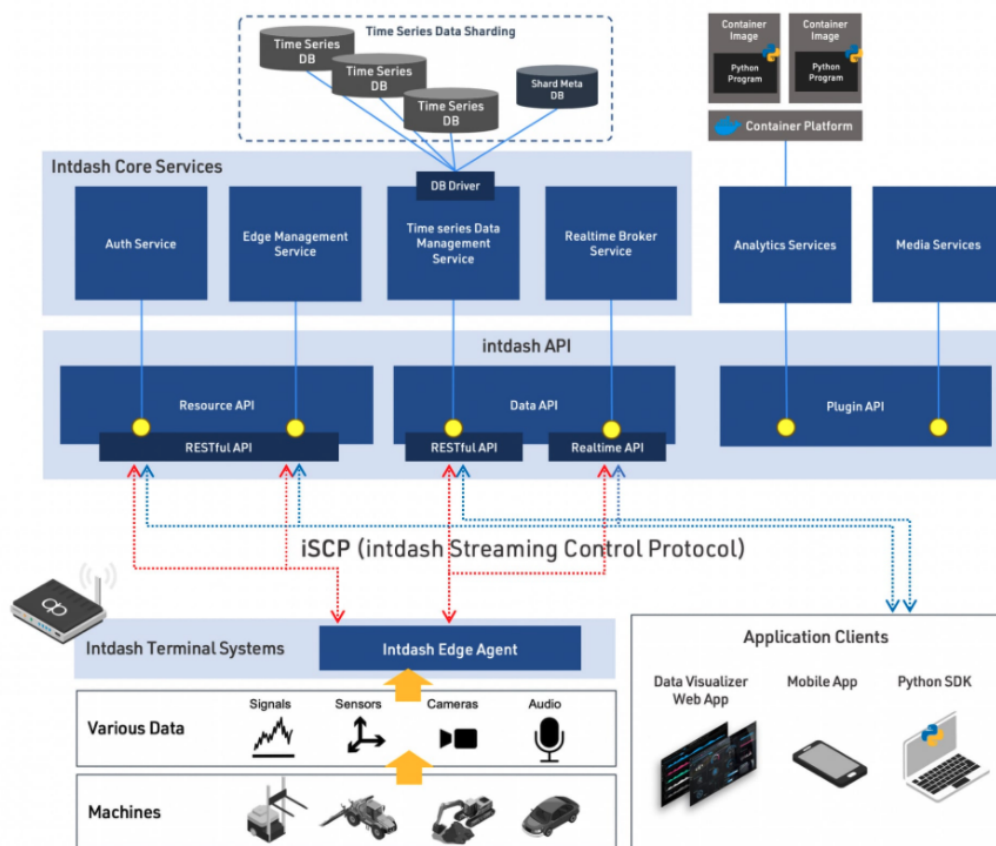 Time Series Data Sharding
Time Series
DB
Time Series
DB
Time Series
DB
Shard Meta
DB
Container
Image
Python
Program
Container
Image
Python
Program
Container Platform
Intdash Core Services
DB Driver
Auth Service
Edge Management
Service
Time series Data
Management
Service
Realtime Broker
Service
Analytics Services
Media Services
intdash API
Resource API
RESTful API
Data API
RESTful API
Realtime API
Plugin API
iSCP (intdash Streaming Control Protocol)
Intdash Terminal Systems
Intdash Edge Agent
Various Data
Signals
Sensors
Cameras
Audio
Machines
Application Clients
Data Visualizer
Web App
Mobile App
Python SDK